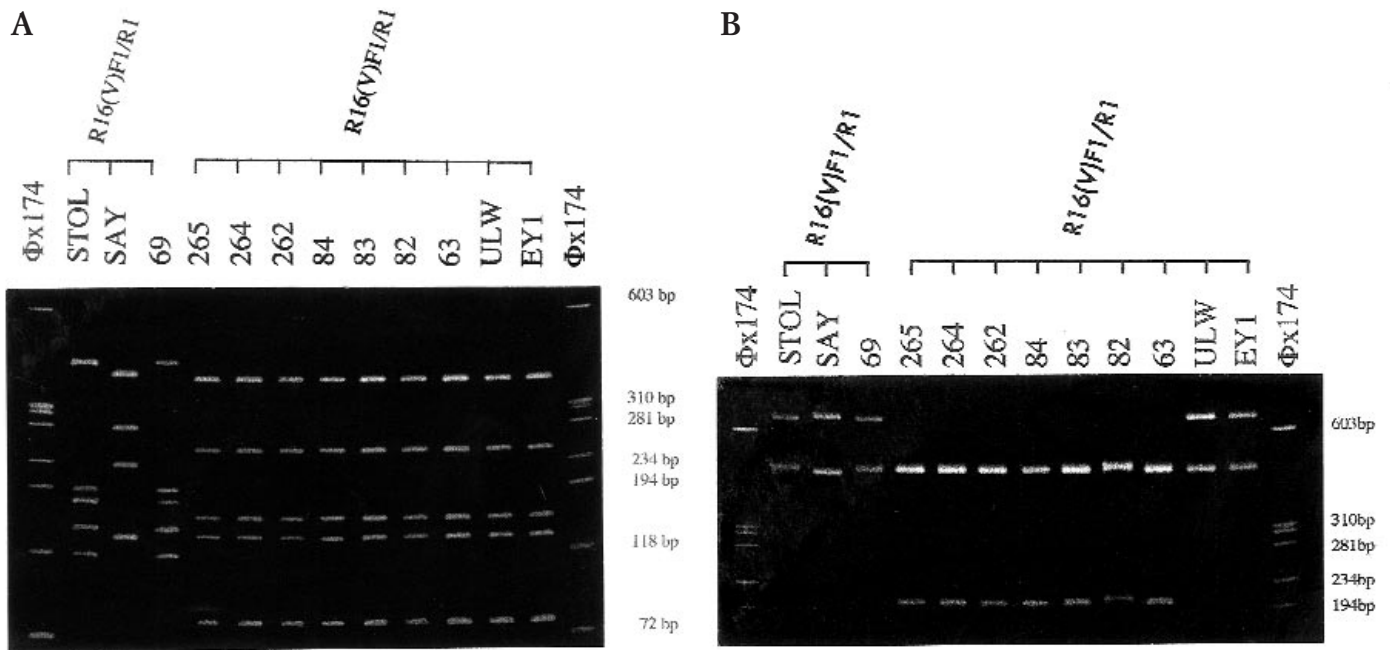 A
R16(V)F1/R1
R16(V)F1/R1
Φx174
STOL
SAY
69
265
264
262
84
83
82
63
ULW
EY1
Φx174
603 bp
310 bp
281 bp
234 bp
194 bp
118 bp
72 bp
B
R16(V)F1/R1
R16(V)F1/R1
Φx174
STOL
SAY
69
265
264
262
84
83
82
63
ULW
EY1
Φx174
603bp
310bp
281bp
234bp
194bp